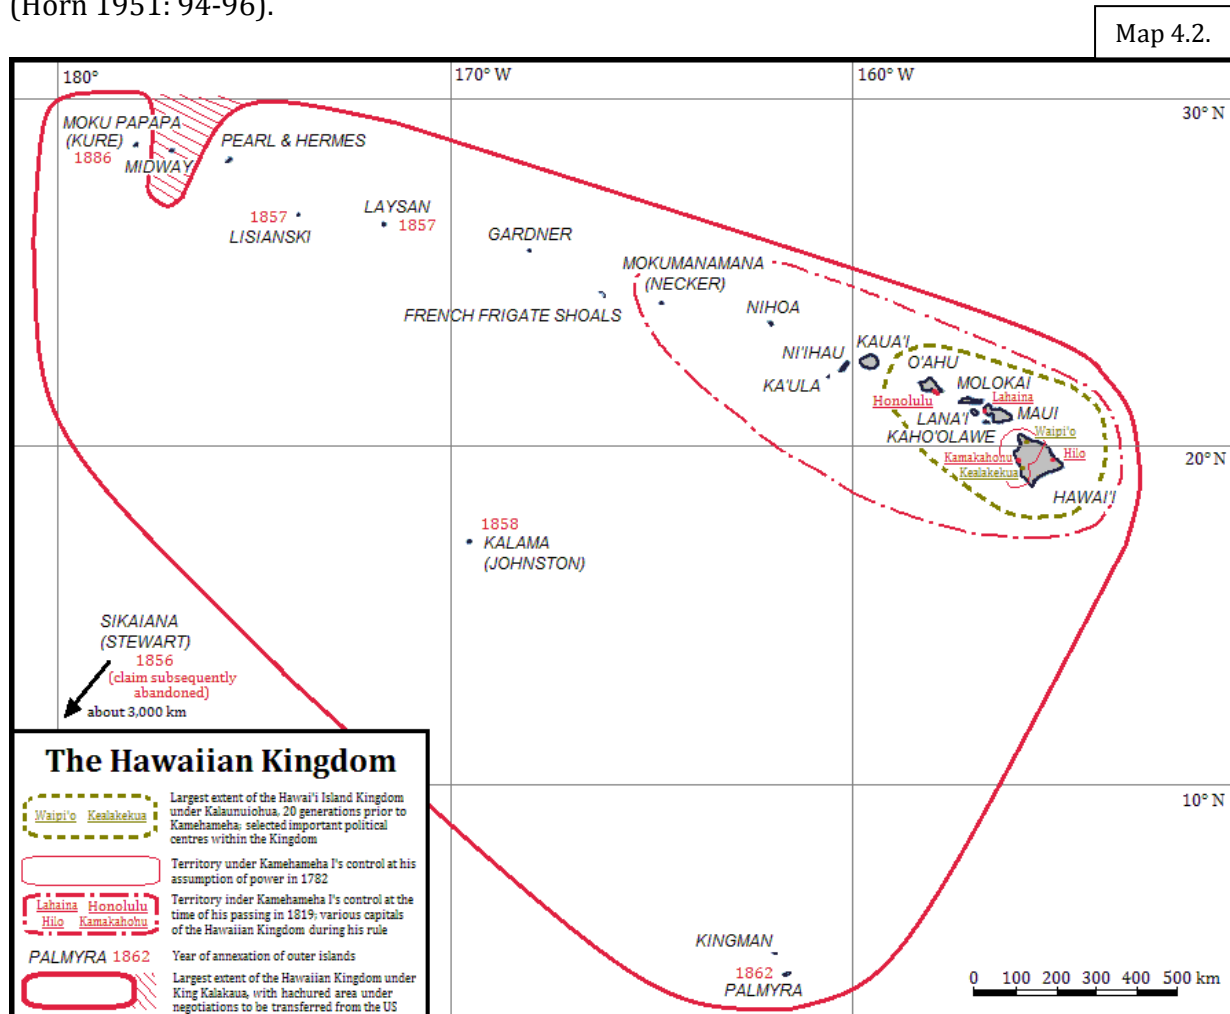 (Horn 1951: 94-96).
Map 4.2.
180°
170° W
160° W
30° N
MOKU PAPAPA
(KURE)
1886
MIDWAY
PEARL & HERMES
1857
LISIANSKI
LAYSAN
1857
GARDNER
FRENCH FRIGATE SHOALS
MOKUMANAMANA
(NECKER)
NIHOA
NI'IHAU
KAUA'I
KA'ULA
O'AHU
Honolulu
MOLOKAI
Lahaina
LANA'I
MAUI
KAHO'OLAWE
Waipi'o
Kamakahonu
Hilo
Kealakekua
HAWAI'I
20° N
1858
KALAMA
(JOHNSTON)
SIKAIANA
(STEWART)
1856
(claim subsequently
abandoned)
about 3,000 km
10° N
KINGMAN
1862
PALMYRA
0 100 200 300 400 500 km
The Hawaiian Kingdom
Waipi'o Kealakekua
Largest extent of the Hawai'i Island Kingdom
under Kalaunuiohua, 20 generations prior to
Kamehameha; selected important political
centres within the Kingdom
Territory under Kamehameha I's control at his
assumption of power in 1782
Lahaina Honolulu
Hilo Kamakahonu
Territory inder Kamehameha I's control at the
time of his passing in 1819; various capitals
of the Hawaiian Kingdom during his rule
PALMYRA 1862
Year of annexation of outer islands
Largest extent of the Hawaiian Kingdom under
King Kalakaua, with hachured area under
negotiations to be transferred from the US